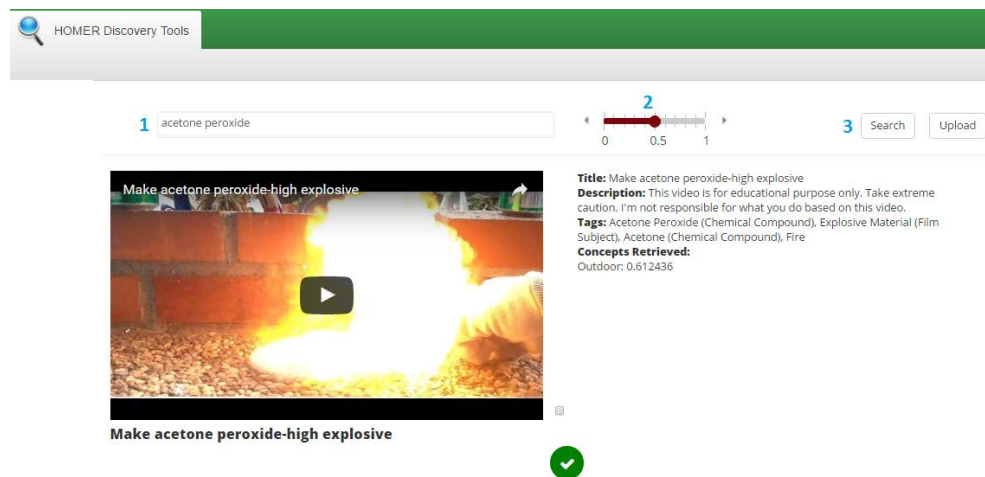 HOMER Discovery Tools
1 acetone peroxide
2
0 0.5 1
3 Search Upload
Make acetone peroxide-high explosive
Title: Make acetone peroxide-high explosive
Description: This video is for educational purpose only. Take extreme
caution. I'm not responsible for what you do based on this video.
Tags: Acetone Peroxide (Chemical Compound), Explosive Material (Film
Subject), Acetone (Chemical Compound), Fire
Concepts Retrieved:
Outdoor: 0.612436
Make acetone peroxide-high explosive